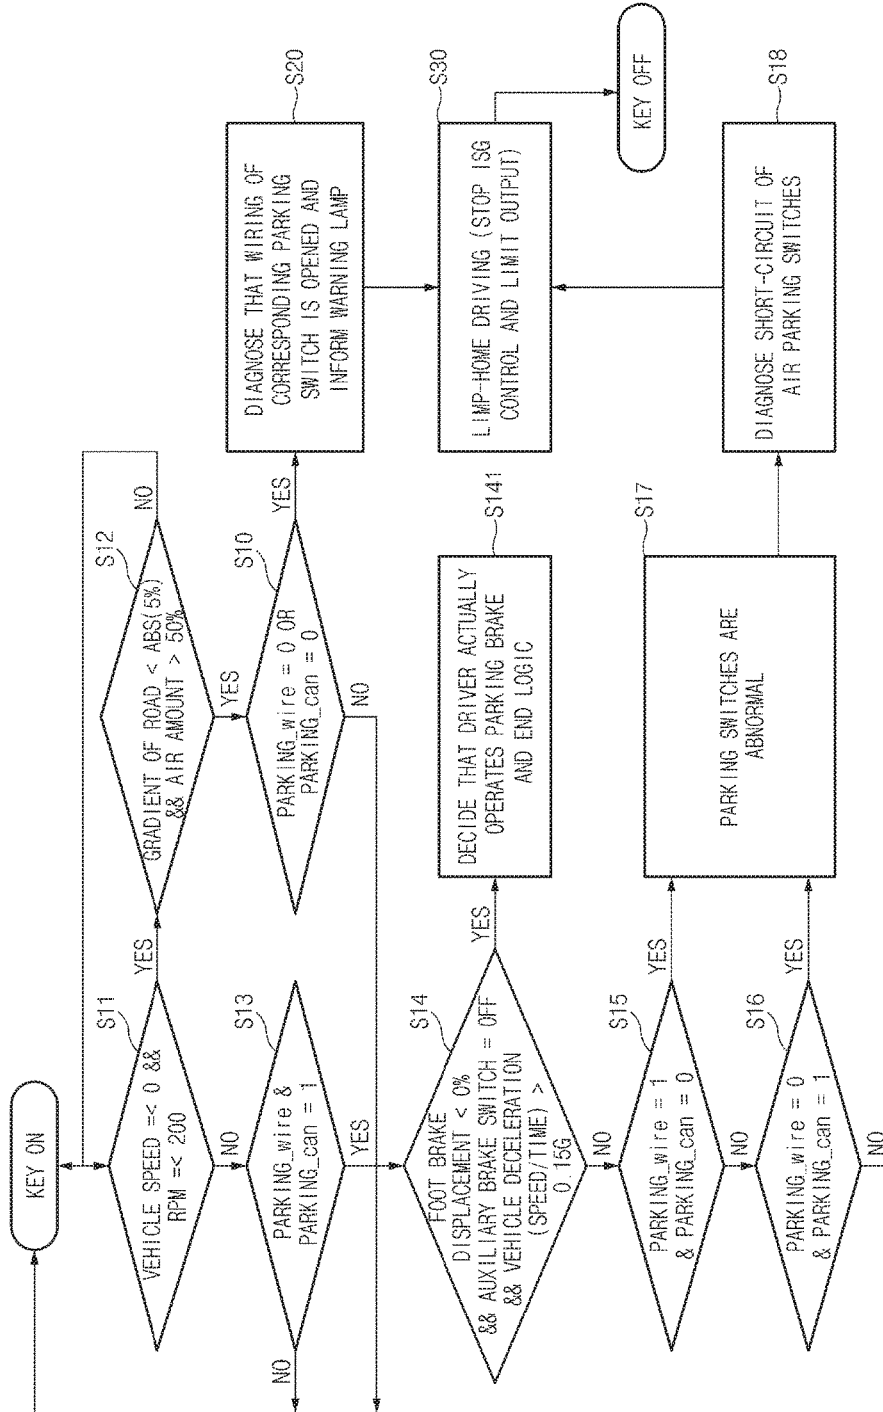 KEY ON
S11
VEHICLE SPEED =< 0 &&
RPM =< 200
YES
NO
S12
GRADIENT OF ROAD < ABS(5%)
&& AIR AMOUNT > 50%
NO
YES
S13
PARKING_wire &
PARKING_can = 1
NO
YES
S10
PARKING_wire = 0 OR
PARKING_can = 0
YES
NO
S20
DIAGNOSE THAT WIRING OF
CORRESPONDING PARKING
SWITCH IS OPENED AND
INFORM WARNING LAMP
S14
FOOT BRAKE
DISPLACEMENT < 0%
&& AUXILIARY BRAKE SWITCH = OFF
&& VEHICLE DECELERATION
(SPEED/TIME) >
0.15G
YES
NO
S141
DECIDE THAT DRIVER ACTUALLY
OPERATES PARKING BRAKE
AND END LOGIC
S30
LIMP-HOME DRIVING (STOP ISG
CONTROL AND LIMIT OUTPUT)
KEY OFF
S15
PARKING_wire = 1
& PARKING_can = 0
YES
NO
S16
PARKING_wire = 0
& PARKING_can = 1
YES
NO
S17
PARKING SWITCHES ARE
ABNORMAL
S18
DIAGNOSE SHORT-CIRCUIT OF
AIR PARKING SWITCHES